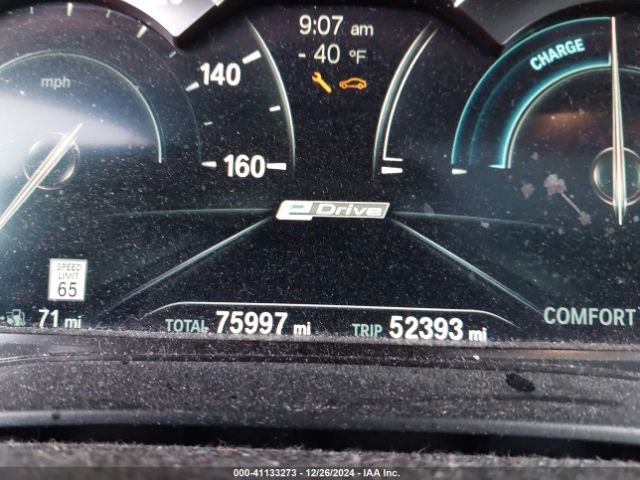 9:07 am
- 40 °F
140
mph
CHARGE
160
eDrive
SPEED
LIMIT
65
71 mi
TOTAL 75997 mi
TRIP 52393 mi
COMFORT
000-41133273 - 12/26/2024 - IAA Inc.